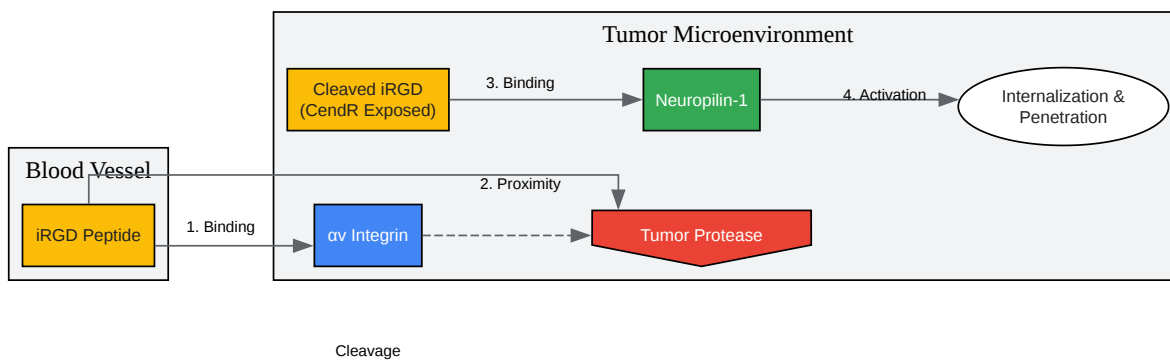 Tumor Microenvironment
Cleaved iRGD
(CendR Exposed)
3. Binding
Neuropilin-1
4. Activation
Internalization &
Penetration
Blood Vessel
2. Proximity
iRGD Peptide
1. Binding
αv Integrin
Tumor Protease
Cleavage